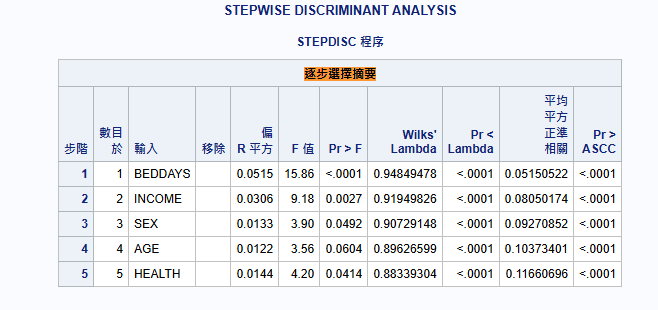 STEPWISE DISCRIMINANT ANALYSIS
STEPDISC 程序
逐步選擇摘要
步階 數目於 輸入 移除 偏 R 平方 F 值 Pr > F Wilks' Lambda Pr < Lambda 平均平方正準相關 Pr > ASCC
1 1 BEDDAYS 0.0515 15.86 <.0001 0.94849478 <.0001 0.05150522 <.0001
2 2 INCOME 0.0306 9.18 0.0027 0.91949826 <.0001 0.08050174 <.0001
3 3 SEX 0.0133 3.90 0.0492 0.90729148 <.0001 0.09270852 <.0001
4 4 AGE 0.0122 3.56 0.0604 0.89626599 <.0001 0.10373401 <.0001
5 5 HEALTH 0.0144 4.20 0.0414 0.88339304 <.0001 0.11660696 <.0001